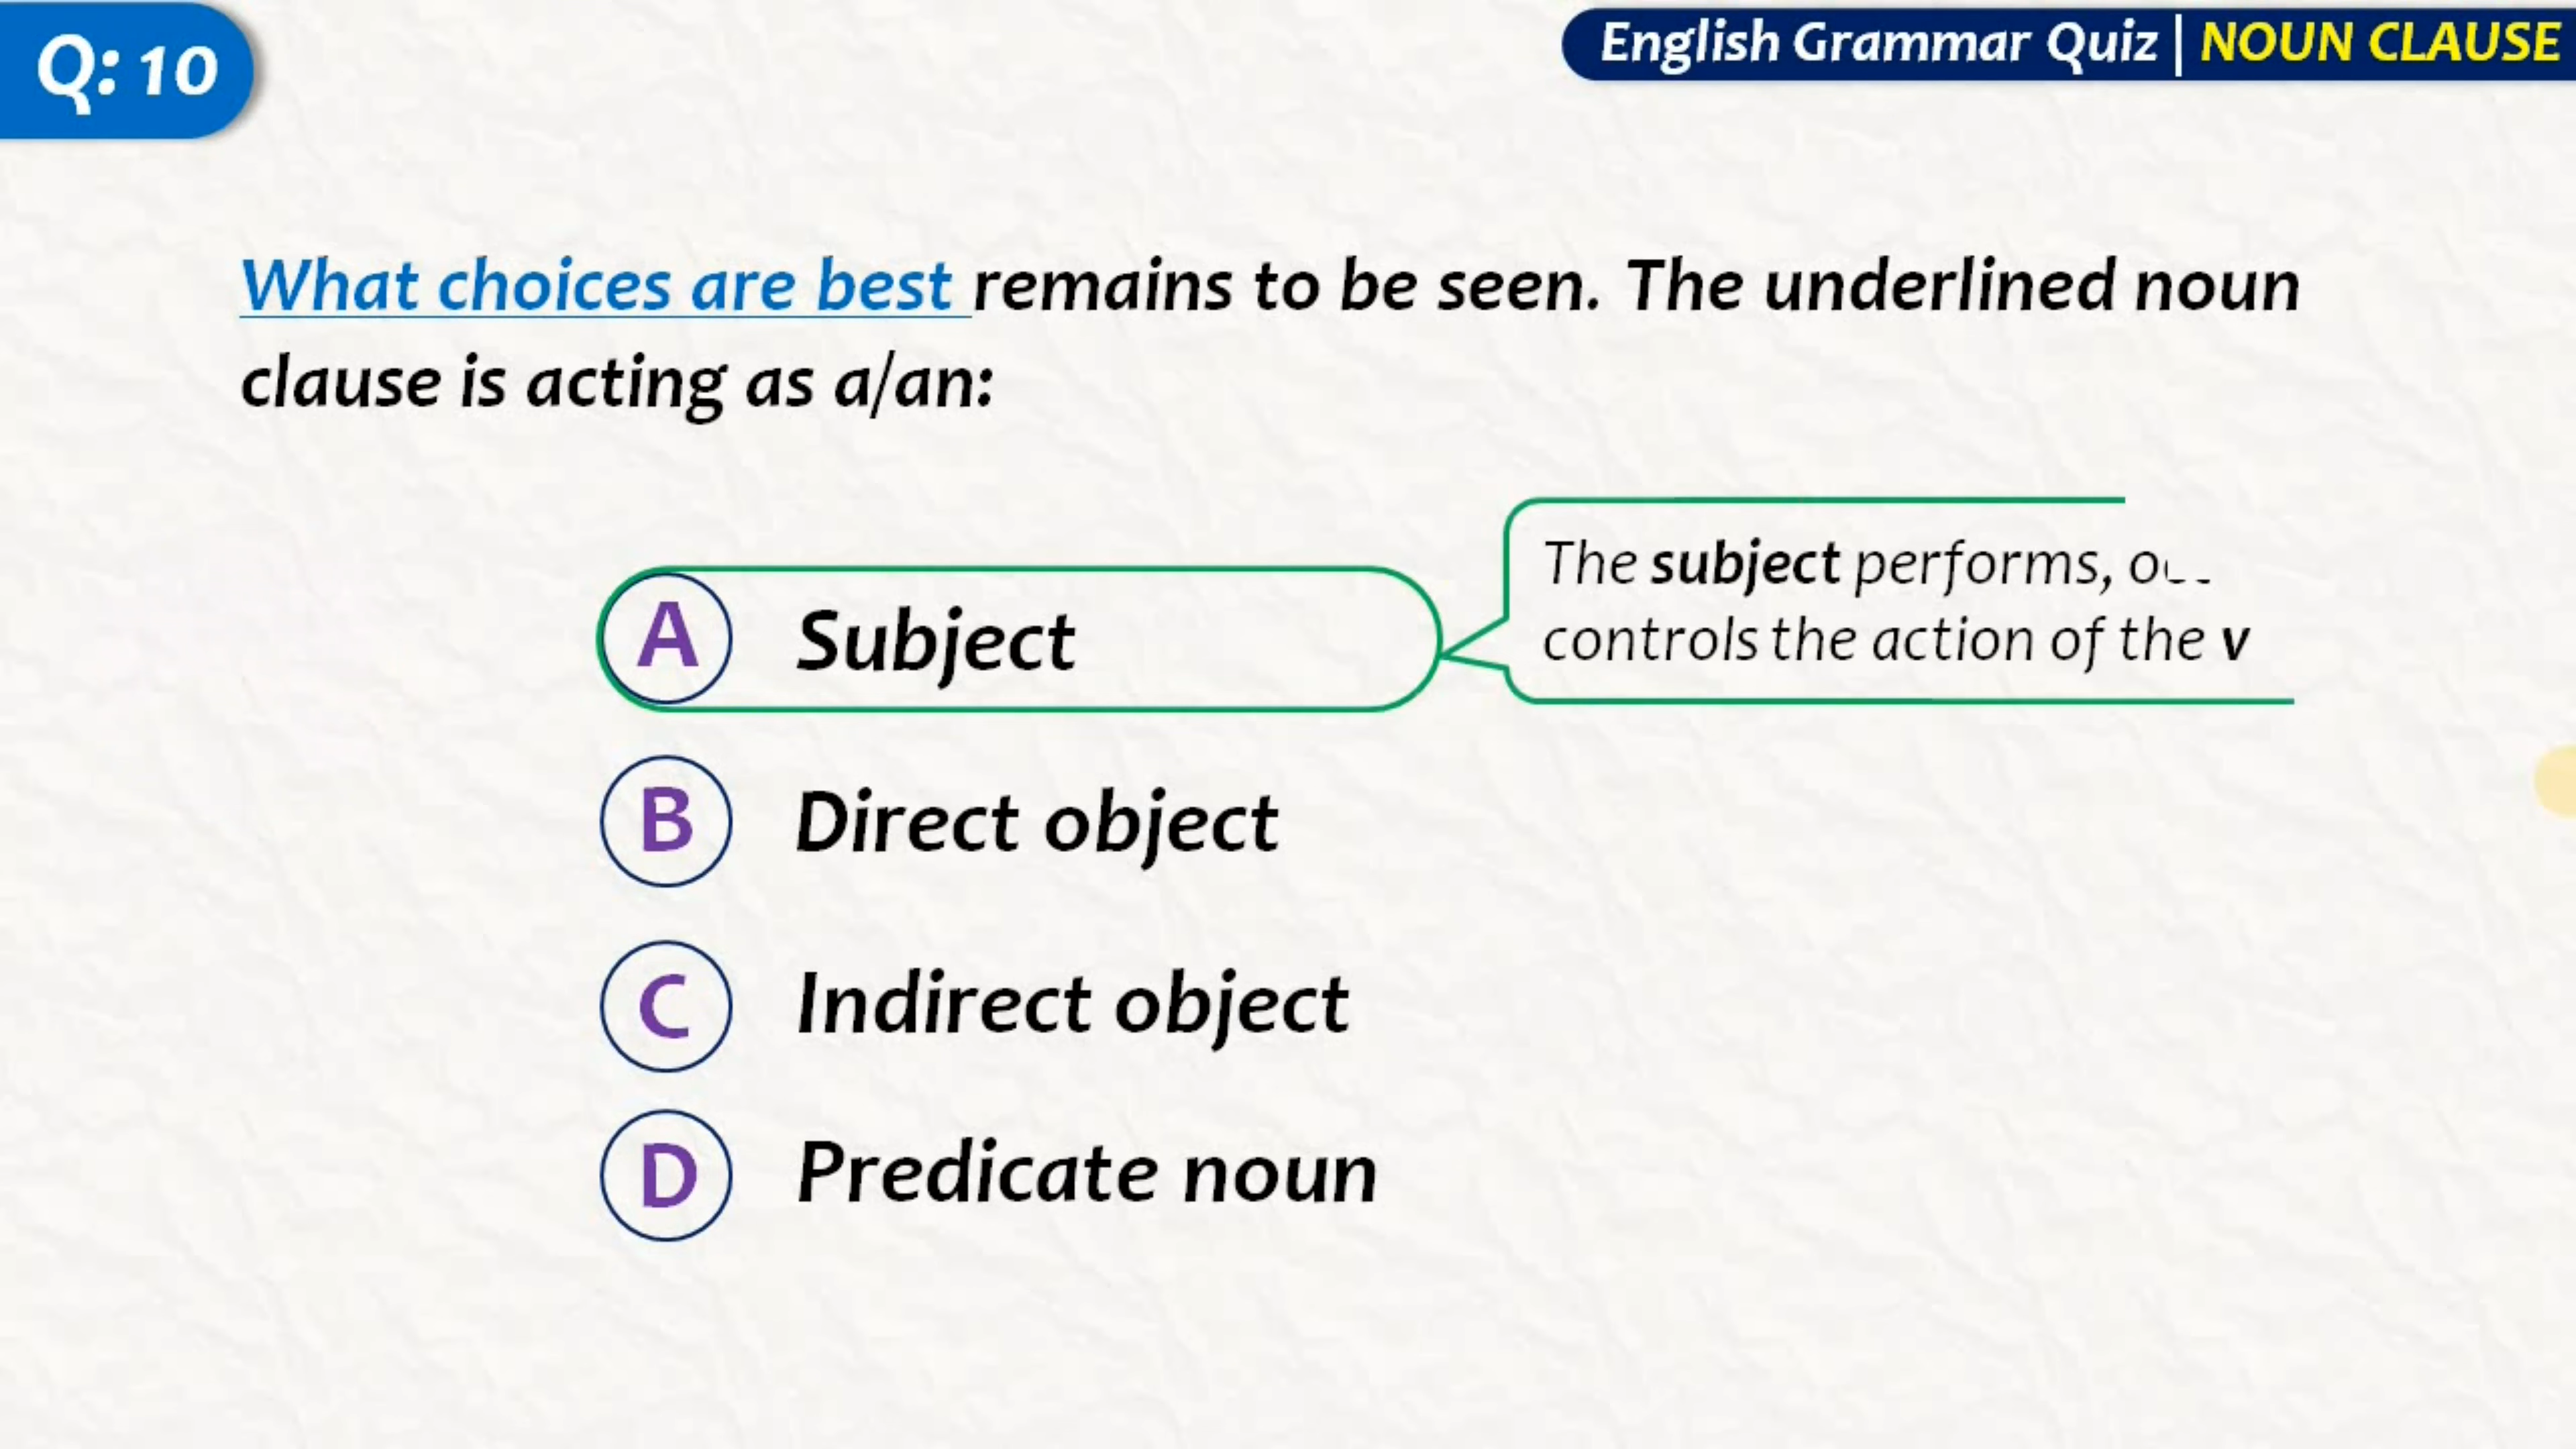 Q: 10
English Grammar Quiz | NOUN CLAUSE
What choices are best remains to be seen. The underlined noun
clause is acting as a/an:
The subject performs,
controls the action of the v
A Subject
B Direct object
C Indirect object
D Predicate noun